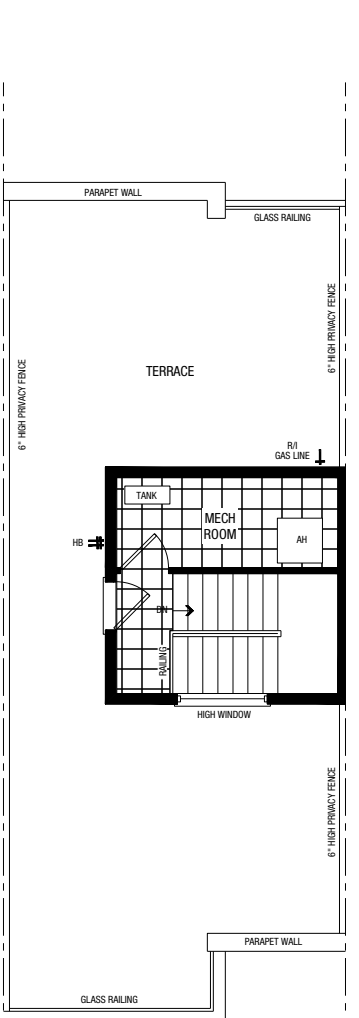 PARAPET WALL
GLASS RAILING
6" HIGH PRIVACY FENCE
6" HIGH PRIVACY FENCE
TERRACE
R/I
GAS LINE
TANK
MECH
ROOM
AH
HB
DN
RAILING
HIGH WINDOW
6" HIGH PRIVACY FENCE
PARAPET WALL
GLASS RAILING